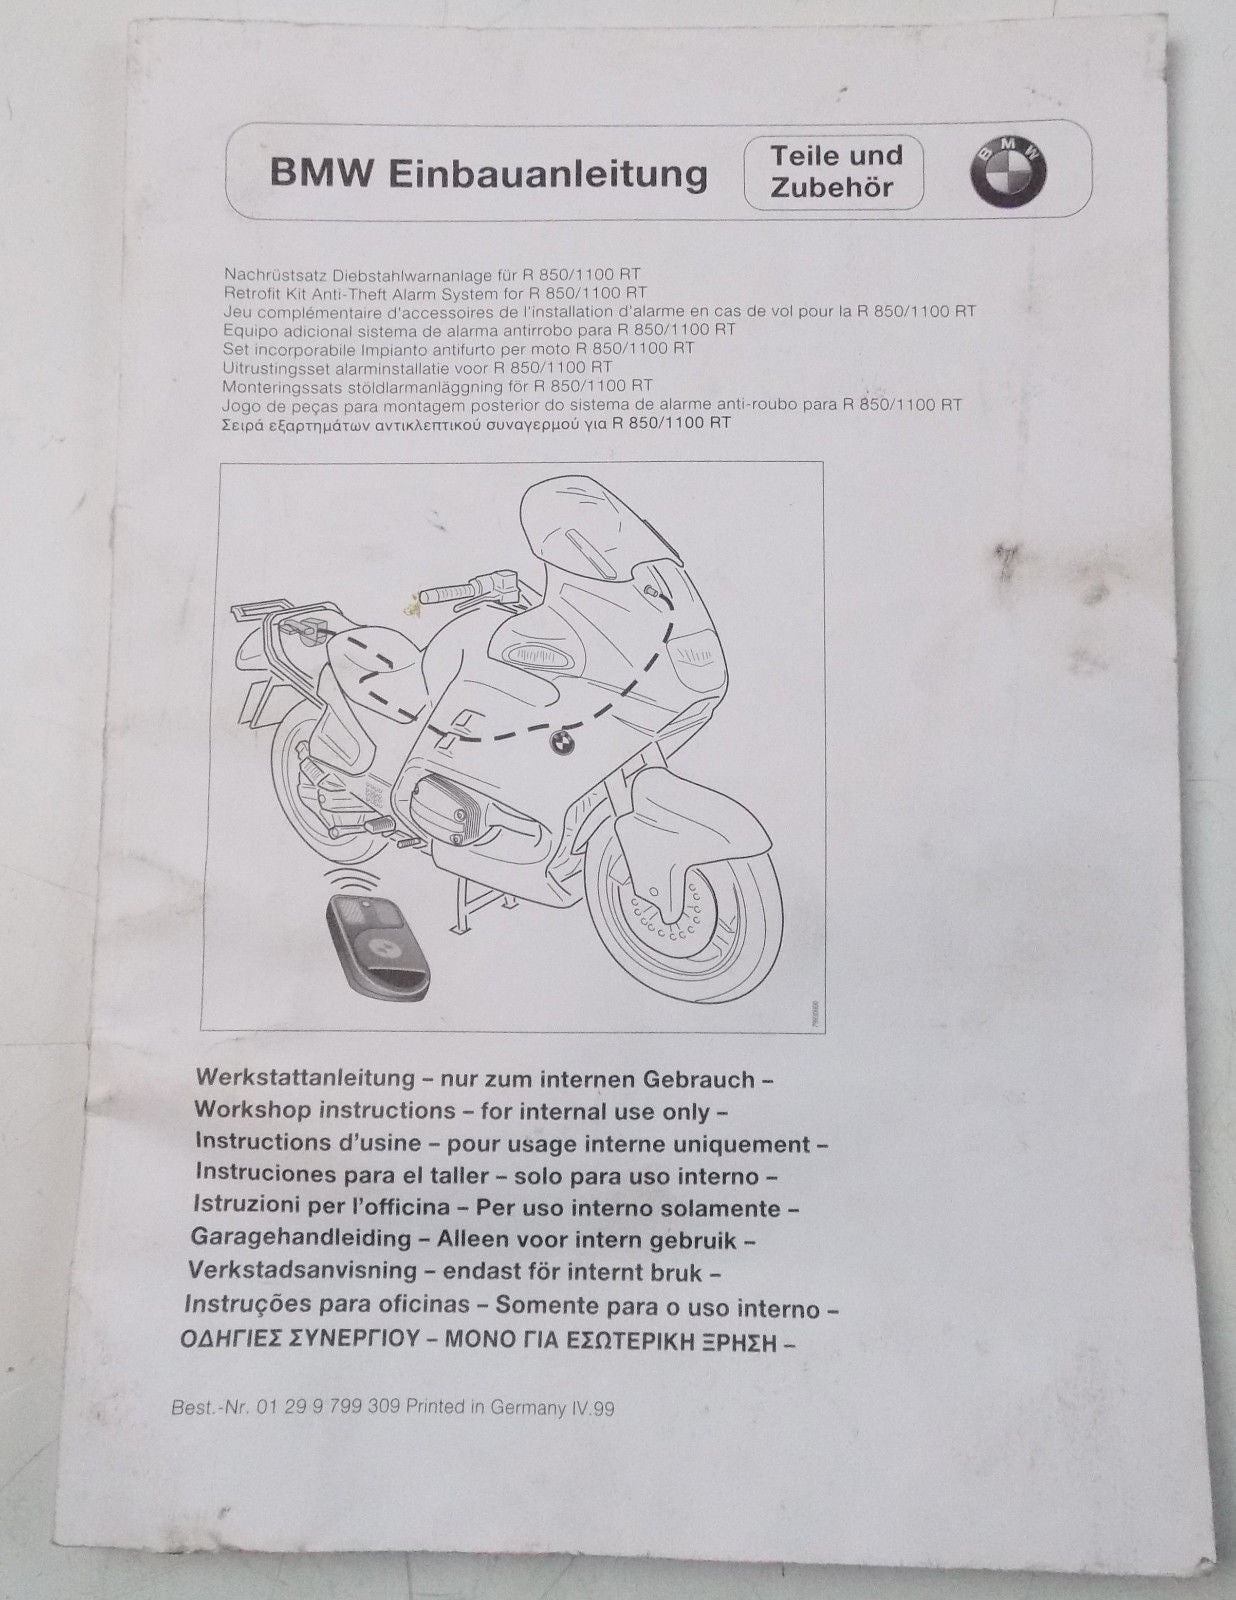 BMW Einbauanleitung
Teile und
Zubehör
BMW
Nachrüstsatz Diebstahlwarnanlage für R 850/1100 RT
Retrofit Kit Anti-Theft Alarm System for R 850/1100 RT
Jeu complémentaire d'accessoires de l'installation d'alarme en cas de vol pour la R 850/1100 RT
Equipo adicional sistema de alarma antirrobo para R 850/1100 RT
Set incorporabile Impianto antifurto per moto R 850/1100 RT
Uitrustingsset alarminstallatie voor R 850/1100 RT
Monteringssats stöldlarmanläggning för R 850/1100 RT
Jogo de peças para montagem posterior do sistema de alarme anti-roubo para R 850/1100 RT
Σειρά εξαρτημάτων αντικλεπτικού συναγερμού για R 850/1100 RT
Werkstattanleitung – nur zum internen Gebrauch –
Workshop instructions – for internal use only –
Instructions d'usine – pour usage interne uniquement –
Instruciones para el taller – solo para uso interno –
Istruzioni per l'officina – Per uso interno solamente –
Garagehandleiding – Alleen voor intern gebruik –
Verkstadsanvisning – endast för internt bruk –
Instruções para oficinas – Somente para o uso interno –
ΟΔΗΓΙΕΣ ΣΥΝΕΡΓΙΟΥ – ΜΟΝΟ ΓΙΑ ΕΣΩΤΕΡΙΚΗ ΞΡΗΣΗ –
Best.-Nr. 01 29 9 799 309 Printed in Germany IV.99